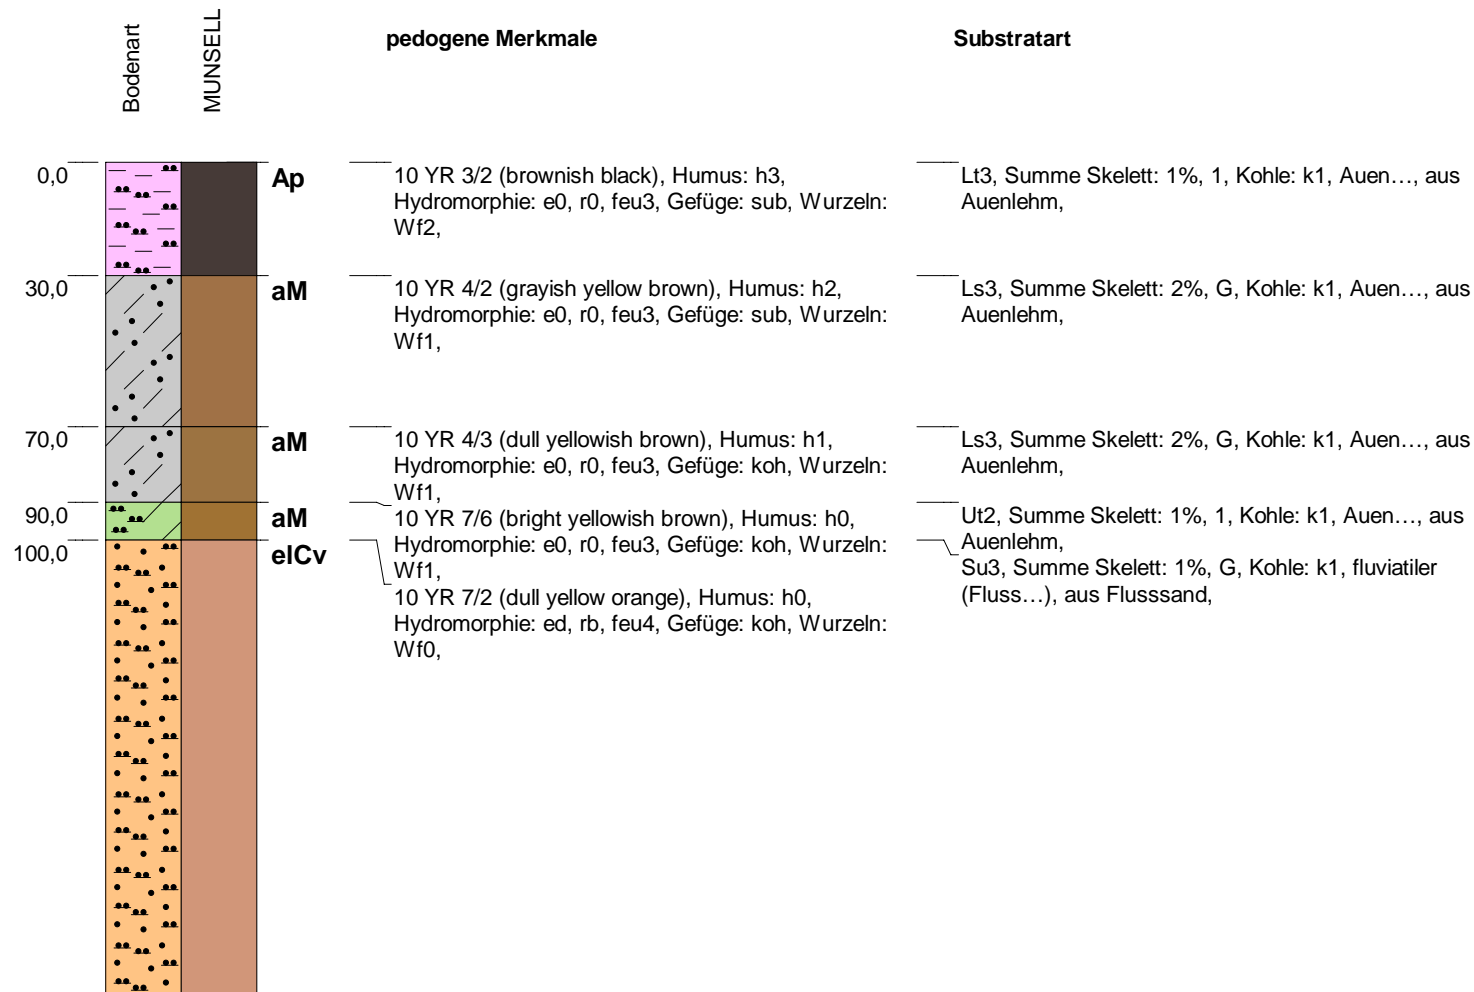 Bodenart
MUNSELL
pedogene Merkmale
Substratart
0,0
Ap
10 YR 3/2 (brownish black), Humus: h3,
Hydromorphie: e0, r0, feu3, Gefüge: sub, Wurzeln:
Wf2,
Lt3, Summe Skelett: 1%, 1, Kohle: k1, Auen…, aus
Auenlehm,
30,0
aM
10 YR 4/2 (grayish yellow brown), Humus: h2,
Hydromorphie: e0, r0, feu3, Gefüge: sub, Wurzeln:
Wf1,
Ls3, Summe Skelett: 2%, G, Kohle: k1, Auen…, aus
Auenlehm,
70,0
aM
10 YR 4/3 (dull yellowish brown), Humus: h1,
Hydromorphie: e0, r0, feu3, Gefüge: koh, Wurzeln:
Wf1,
Ls3, Summe Skelett: 2%, G, Kohle: k1, Auen…, aus
Auenlehm,
90,0
aM
10 YR 7/6 (bright yellowish brown), Humus: h0,
Hydromorphie: e0, r0, feu3, Gefüge: koh, Wurzeln:
Wf1,
Ut2, Summe Skelett: 1%, 1, Kohle: k1, Auen…, aus
Auenlehm,
100,0
elCv
10 YR 7/2 (dull yellow orange), Humus: h0,
Hydromorphie: ed, rb, feu4, Gefüge: koh, Wurzeln:
Wf0,
Su3, Summe Skelett: 1%, G, Kohle: k1, fluviatiler
(Fluss…), aus Flusssand,